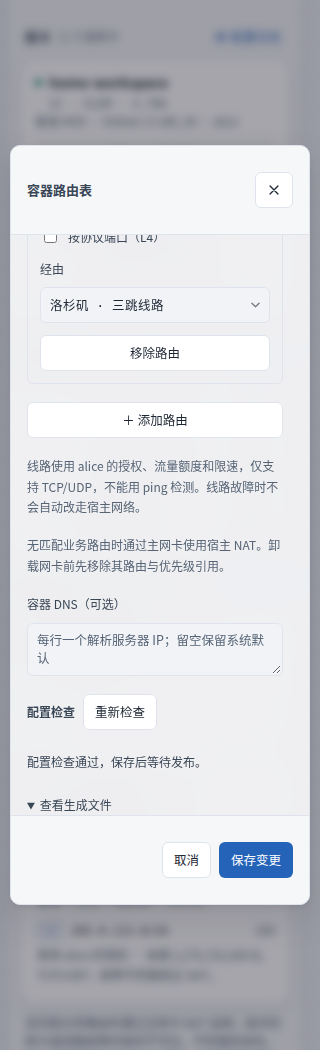 容器路由表
按协议端口（L4）
经由
洛杉矶 · 三跳线路
移除路由
＋ 添加路由
线路使用 alice 的授权、流量额度和限速，仅支
持 TCP/UDP，不能用 ping 检测。线路故障时不
会自动改走宿主网络。
无匹配业务路由时通过主网卡使用宿主 NAT。卸
载网卡前先移除其路由与优先级引用。
容器 DNS（可选）
每行一个解析服务器 IP；留空保留系统默
认
配置检查 重新检查
配置检查通过，保存后等待发布。
▼ 查看生成文件
取消 保存变更